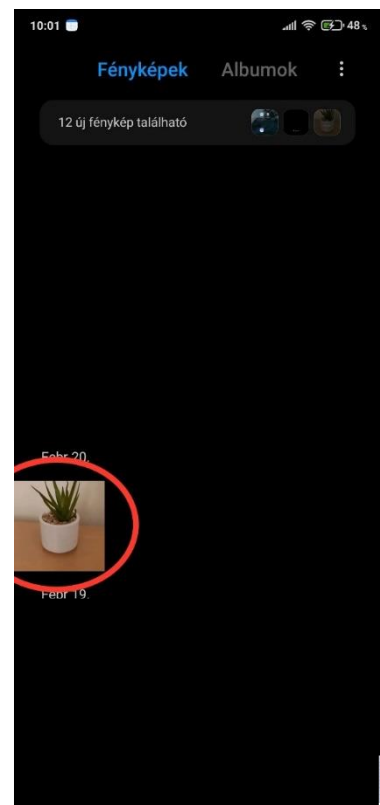 10:01 48%
Fényképek Albumok
12 új fénykép található
Febr 20.
Febr 19.